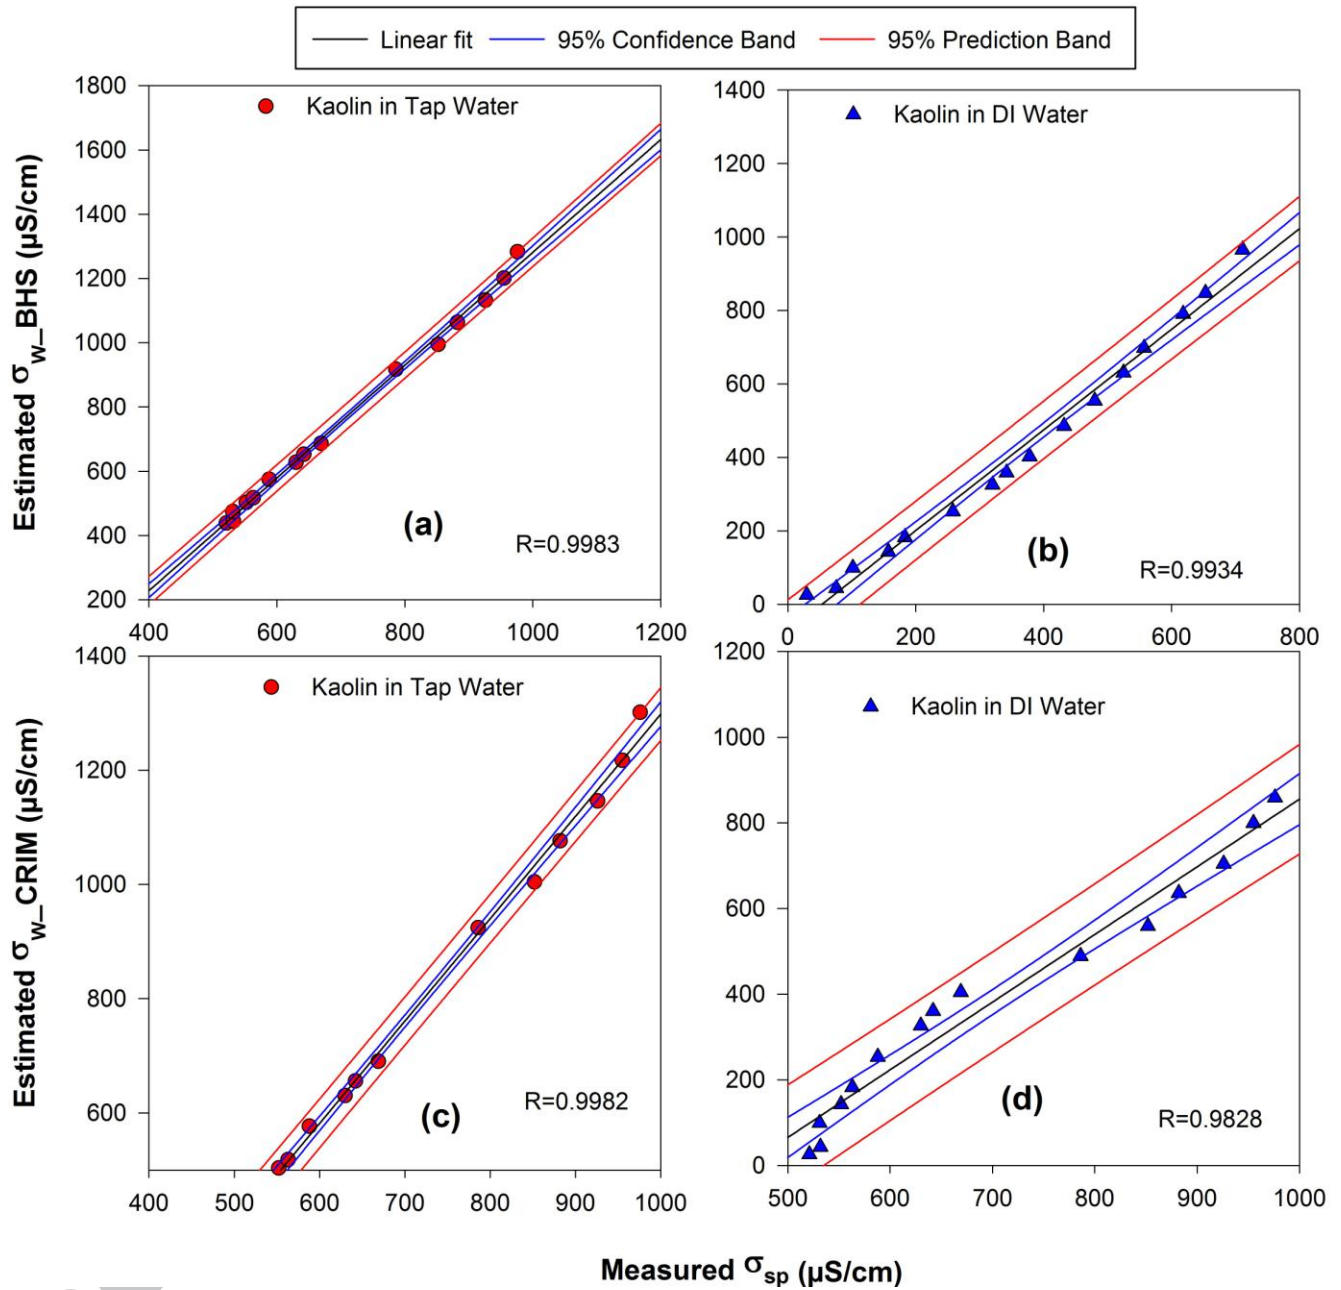 Linear fit 95% Confidence Band 95% Prediction Band
Kaolin in Tap Water
Estimated σw_BHS (µS/cm)
1800
1600
1400
1200
1000
800
600
400
200
400 600 800 1000 1200
(a)
R=0.9983
Kaolin in DI Water
1400
1200
1000
800
600
400
200
0
0 200 400 600 800
(b)
R=0.9934
Kaolin in Tap Water
Estimated σw_CRIM (µS/cm)
1400
1200
1000
800
600
400 500 600 700 800 900 1000
(c)
R=0.9982
Kaolin in DI Water
1200
1000
800
600
400
200
0
500 600 700 800 900 1000
(d)
R=0.9828
Measured σsp (µS/cm)